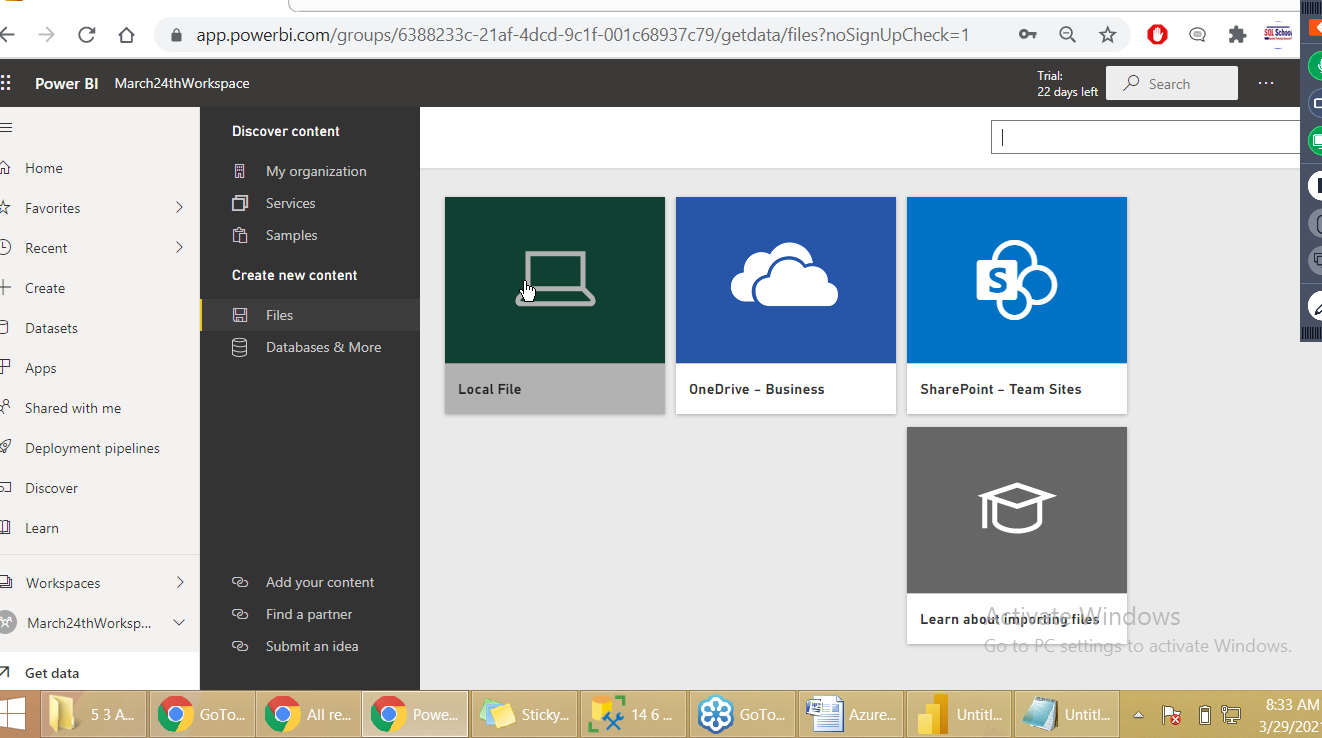 app.powerbi.com/groups/6388233c-21af-4dcd-9c1f-001c68937c79/getdata/files?noSignUpCheck=1
Power BI March24thWorkspace
Trial:
22 days left
Search
Home
Favorites
Recent
Create
Datasets
Apps
Shared with me
Deployment pipelines
Discover
Learn
Workspaces
March24thWorksp...
Get data
Discover content
My organization
Services
Samples
Create new content
Files
Databases & More
Add your content
Find a partner
Submit an idea
Local File
OneDrive – Business
S
SharePoint – Team Sites
Learn about importing files
Activate Windows
Go to PC settings to activate Windows.
5 3 A...
GoTo...
All re...
Powe...
Sticky...
14 6 ...
GoTo...
Azure...
Untitl...
Untitl...
8:33 AM
3/29/202